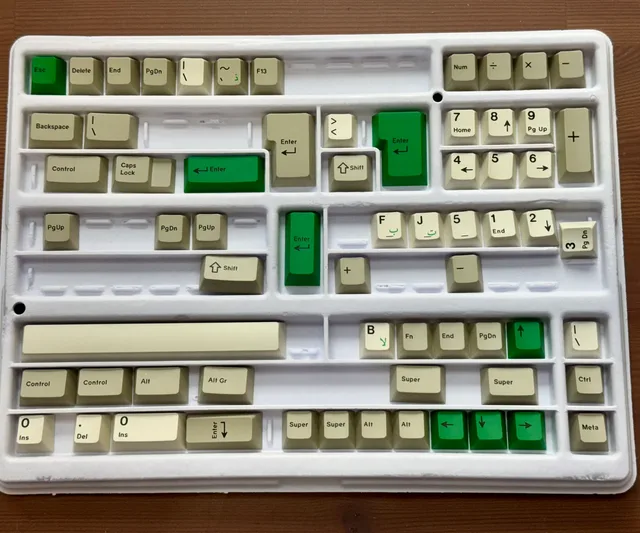 Esc Delete End PgDn | \ ~ F13 Num ÷ × −
Backspace | \ Enter > < Enter 7 Home 8 ↑ 9 Pg Up +
Control Caps Lock ← Enter ⇧ Shift 4 ← 5 6 →
PgUp PgDn PgUp Enter F ب J ت 5 1 End 2 ↓ 3 Pg Dn
⇧ Shift + −
B Fn End PgDn ↑ | \
Control Control Alt Alt Gr Super Super Ctrl
0 Ins . Del 0 Ins Enter Super Super Alt Alt ← ↓ → Meta